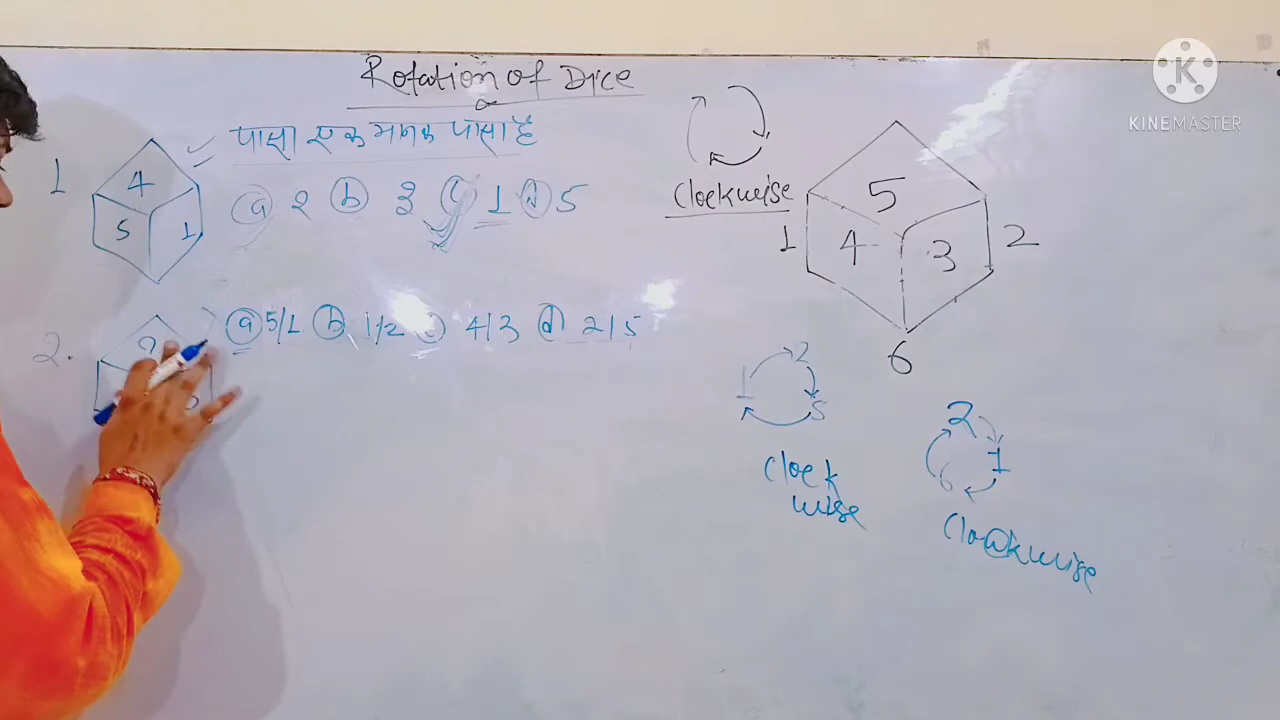 Rotation of Dice
पासा एक मानक पासा है
1
4
5 1
(a) 2 (b) 3 (c) 1 (d) 5
2.
?
(a) 5/1 (b) 1/2 (c) 4/3 (d) 2/5
Clockwise
5
1 4 3 2
6
2
1
5
Clock
wise
2
1
6
Clockwise
K
KINEMASTER